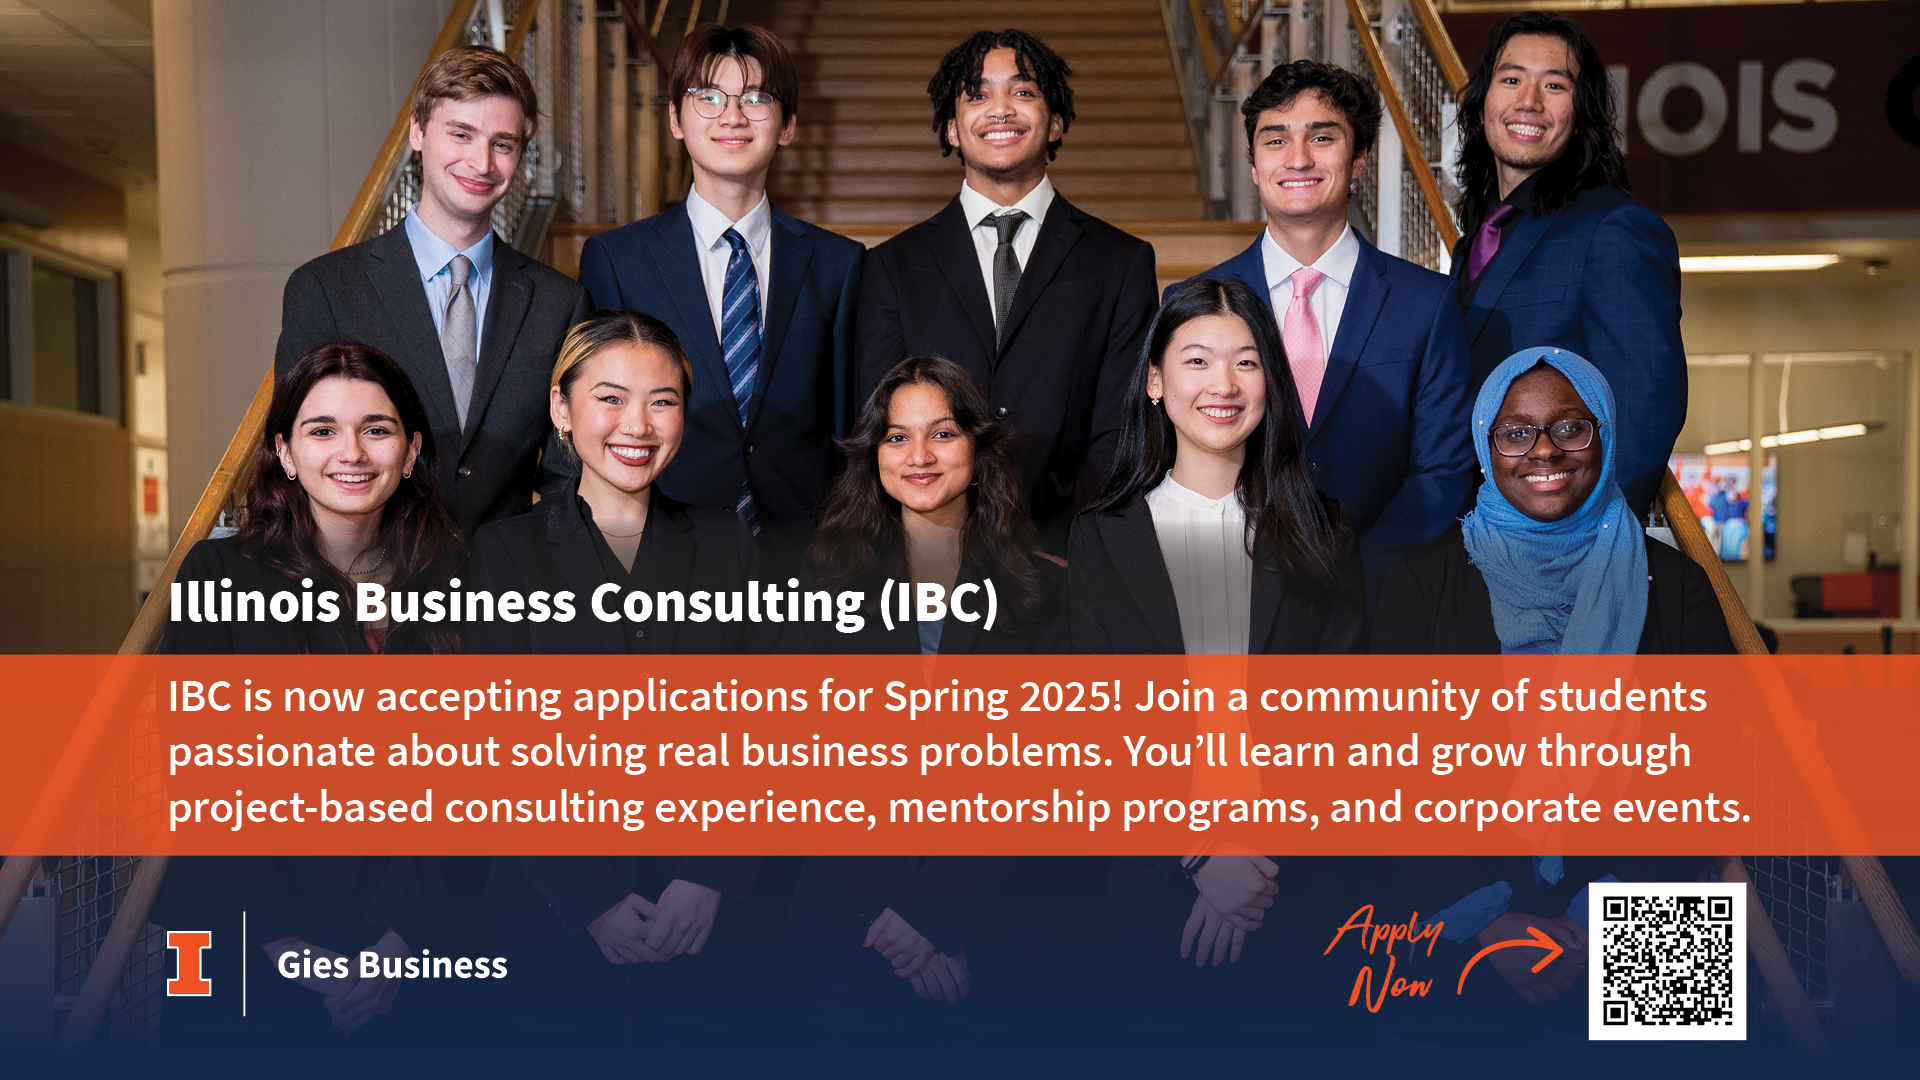 NOIS
Illinois Business Consulting (IBC)
IBC is now accepting applications for Spring 2025! Join a community of students
passionate about solving real business problems. You’ll learn and grow through
project-based consulting experience, mentorship programs, and corporate events.
I
Gies Business
Apply
Now